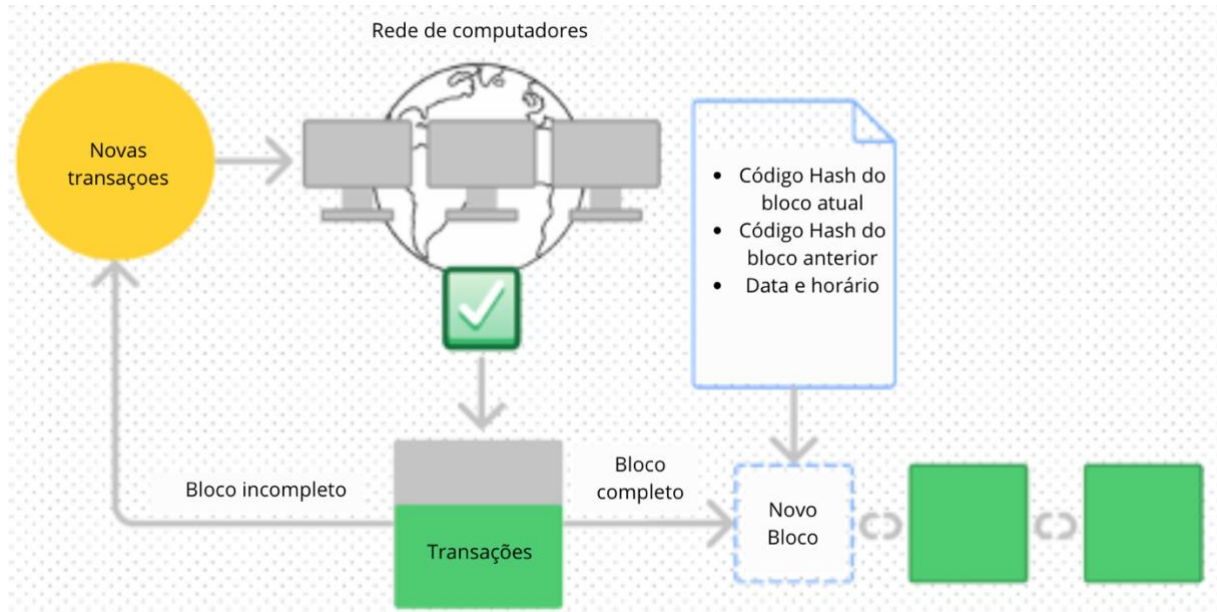 Rede de computadores
Novas
transaçoes
• Código Hash do
bloco atual
• Código Hash do
bloco anterior
• Data e horário
Bloco incompleto
Bloco
completo
Transações
Novo
Bloco